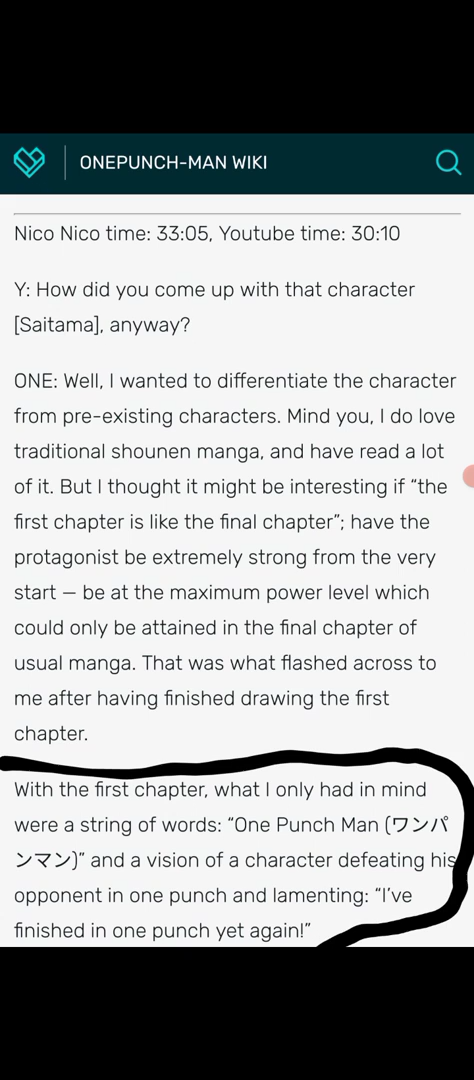 ONEPUNCH-MAN WIKI
Nico Nico time: 33:05, Youtube time: 30:10
Y: How did you come up with that character
[Saitama], anyway?
ONE: Well, I wanted to differentiate the character
from pre-existing characters. Mind you, I do love
traditional shounen manga, and have read a lot
of it. But I thought it might be interesting if “the
first chapter is like the final chapter”; have the
protagonist be extremely strong from the very
start — be at the maximum power level which
could only be attained in the final chapter of
usual manga. That was what flashed across to
me after having finished drawing the first
chapter.
With the first chapter, what I only had in mind
were a string of words: “One Punch Man (ワンパ
ンマン)” and a vision of a character defeating his
opponent in one punch and lamenting: “I’ve
finished in one punch yet again!”